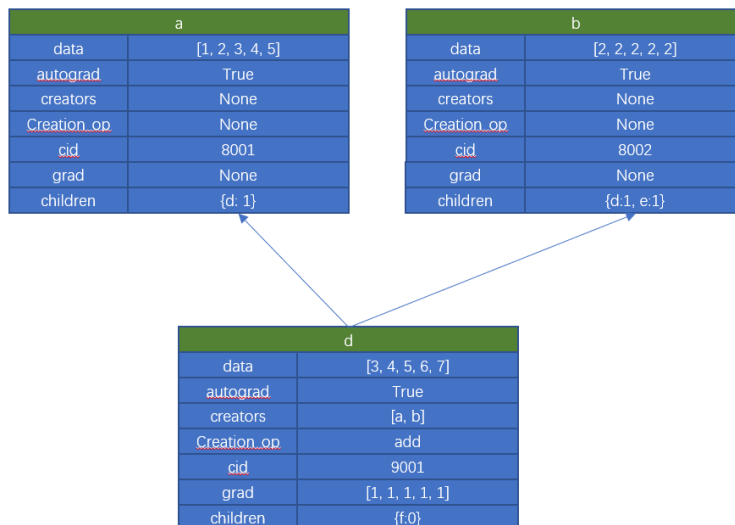 a
data [1, 2, 3, 4, 5]
autograd True
creators None
Creation_op None
cid 8001
grad None
children {d: 1}
b
data [2, 2, 2, 2, 2]
autograd True
creators None
Creation_op None
cid 8002
grad None
children {d:1, e:1}
d
data [3, 4, 5, 6, 7]
autograd True
creators [a, b]
Creation_op add
cid 9001
grad [1, 1, 1, 1, 1]
children {f:0}